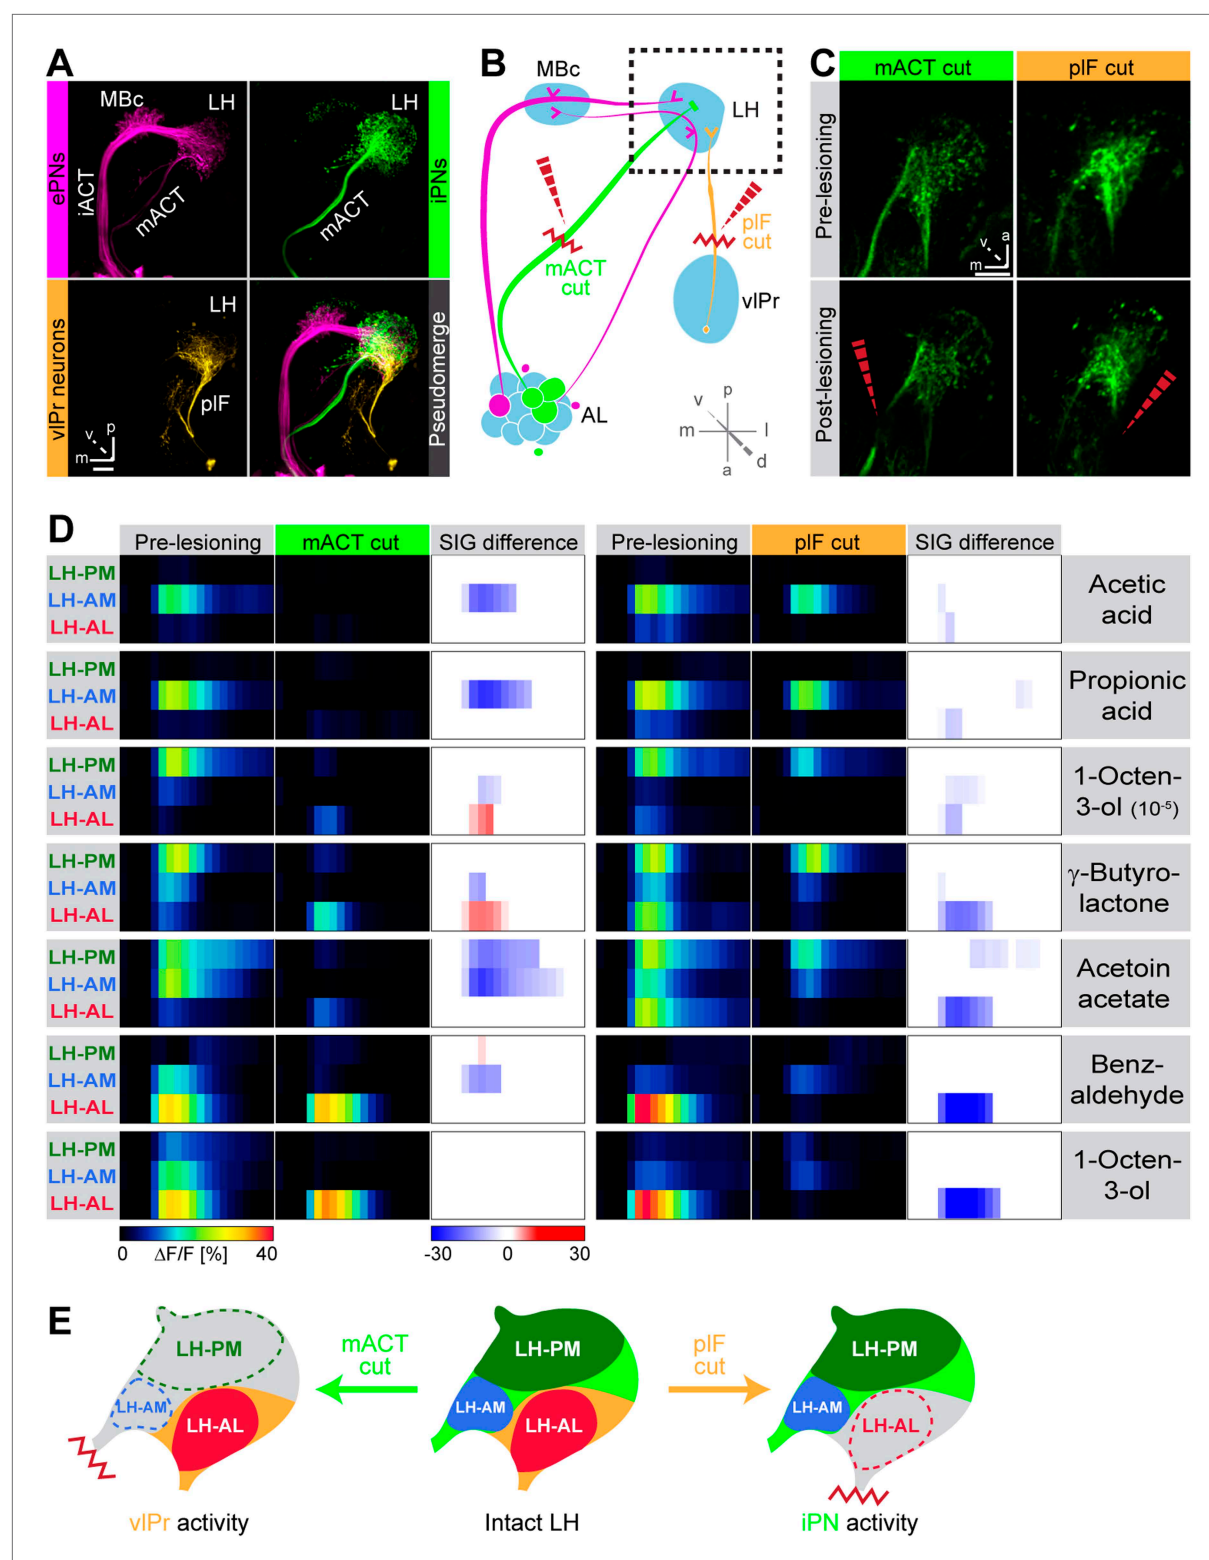 A
MBc
LH
LH
ePNs
iACT
mACT
mACT
iPNs
vlPr neurons
LH
plF
v
p
m
Pseudomerge
B
MBc
LH
mACT
cut
plF
cut
vlPr
AL
p
v
m
l
a
d
C
mACT cut
plF cut
Pre-lesioning
v
a
m
Post-lesioning
D
Pre-lesioning
mACT cut
SIG difference
Pre-lesioning
plF cut
SIG difference
LH-PM
LH-AM
LH-AL
Acetic
acid
LH-PM
LH-AM
LH-AL
Propionic
acid
LH-PM
LH-AM
LH-AL
1-Octen-
3-ol (10⁻⁵)
LH-PM
LH-AM
LH-AL
γ-Butyro-
lactone
LH-PM
LH-AM
LH-AL
Acetoin
acetate
LH-PM
LH-AM
LH-AL
Benz-
aldehyde
LH-PM
LH-AM
LH-AL
1-Octen-
3-ol
0 ΔF/F [%] 40
-30 0 30
E
LH-PM
LH-AM
LH-AL
mACT
cut
LH-PM
LH-AM
LH-AL
plF
cut
LH-PM
LH-AM
LH-AL
vlPr activity
Intact LH
iPN activity